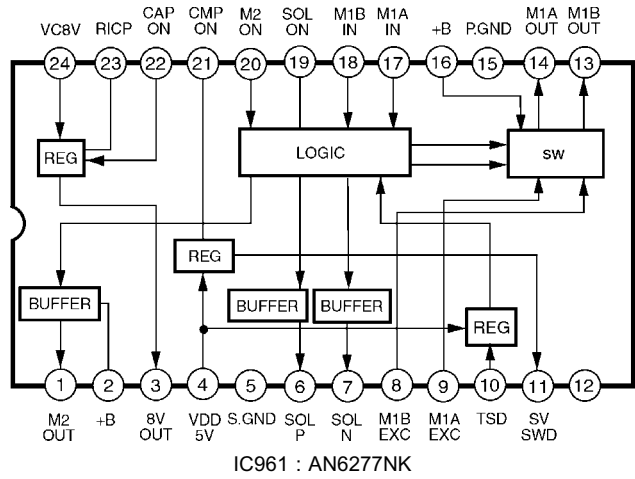 VC8V RICP CAP ON CMP ON M2 ON SOL ON M1B IN M1A IN +B P.GND M1A OUT M1B OUT
24 23 22 21 20 19 18 17 16 15 14 13
REG LOGIC SW
REG
BUFFER BUFFER BUFFER REG
1 2 3 4 5 6 7 8 9 10 11 12
M2 OUT +B 8V OUT VDD 5V S.GND SOL P SOL N M1B EXC M1A EXC TSD SV SWD
IC961 : AN6277NK